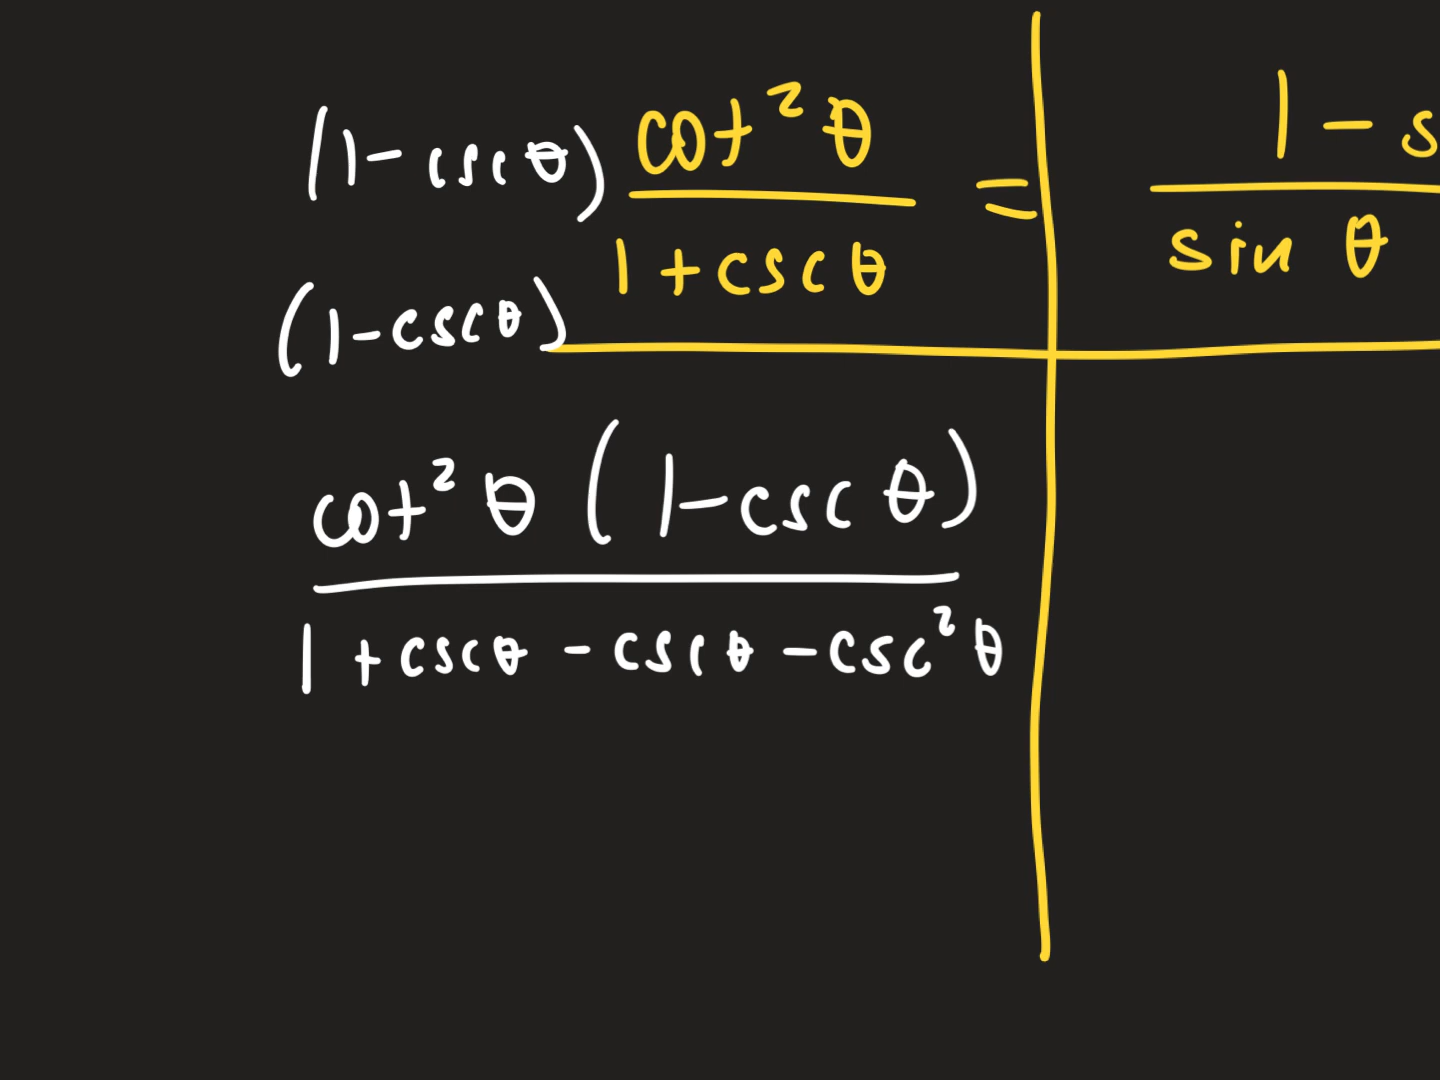 (1 - csc θ) cot² θ / 1 + csc θ (1 - csc θ) = 1 - s / sin θ
cot² θ (1 - csc θ)
1 + csc θ - csc θ - csc² θ